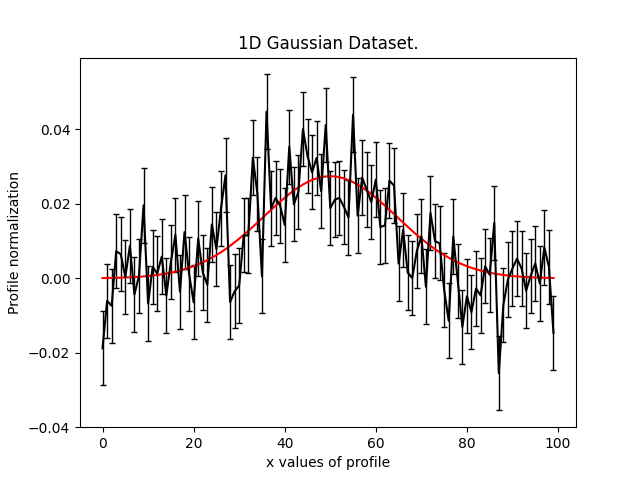 1D Gaussian Dataset.
Profile normalization
0.04
0.02
0.00
−0.02
−0.04
0 20 40 60 80 100
x values of profile